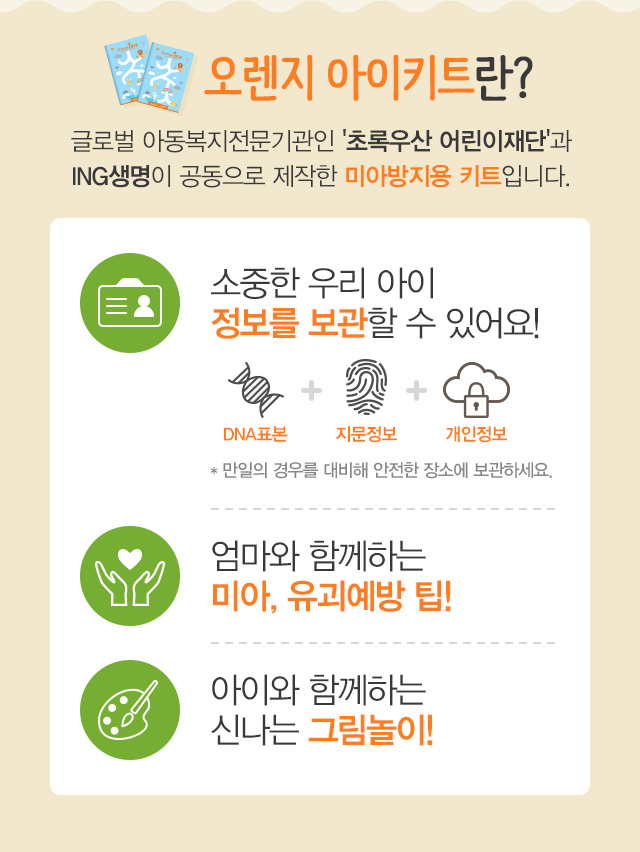 오렌지 아이키트란?
글로벌 아동복지전문기관인 '초록우산 어린이재단'과
ING생명이 공동으로 제작한 미아방지용 키트입니다.
소중한 우리 아이
정보를 보관할 수 있어요!
DNA표본 + 지문정보 + 개인정보
* 만일의 경우를 대비해 안전한 장소에 보관하세요.
엄마와 함께하는
미아, 유괴예방 팁!
아이와 함께하는
신나는 그림놀이!